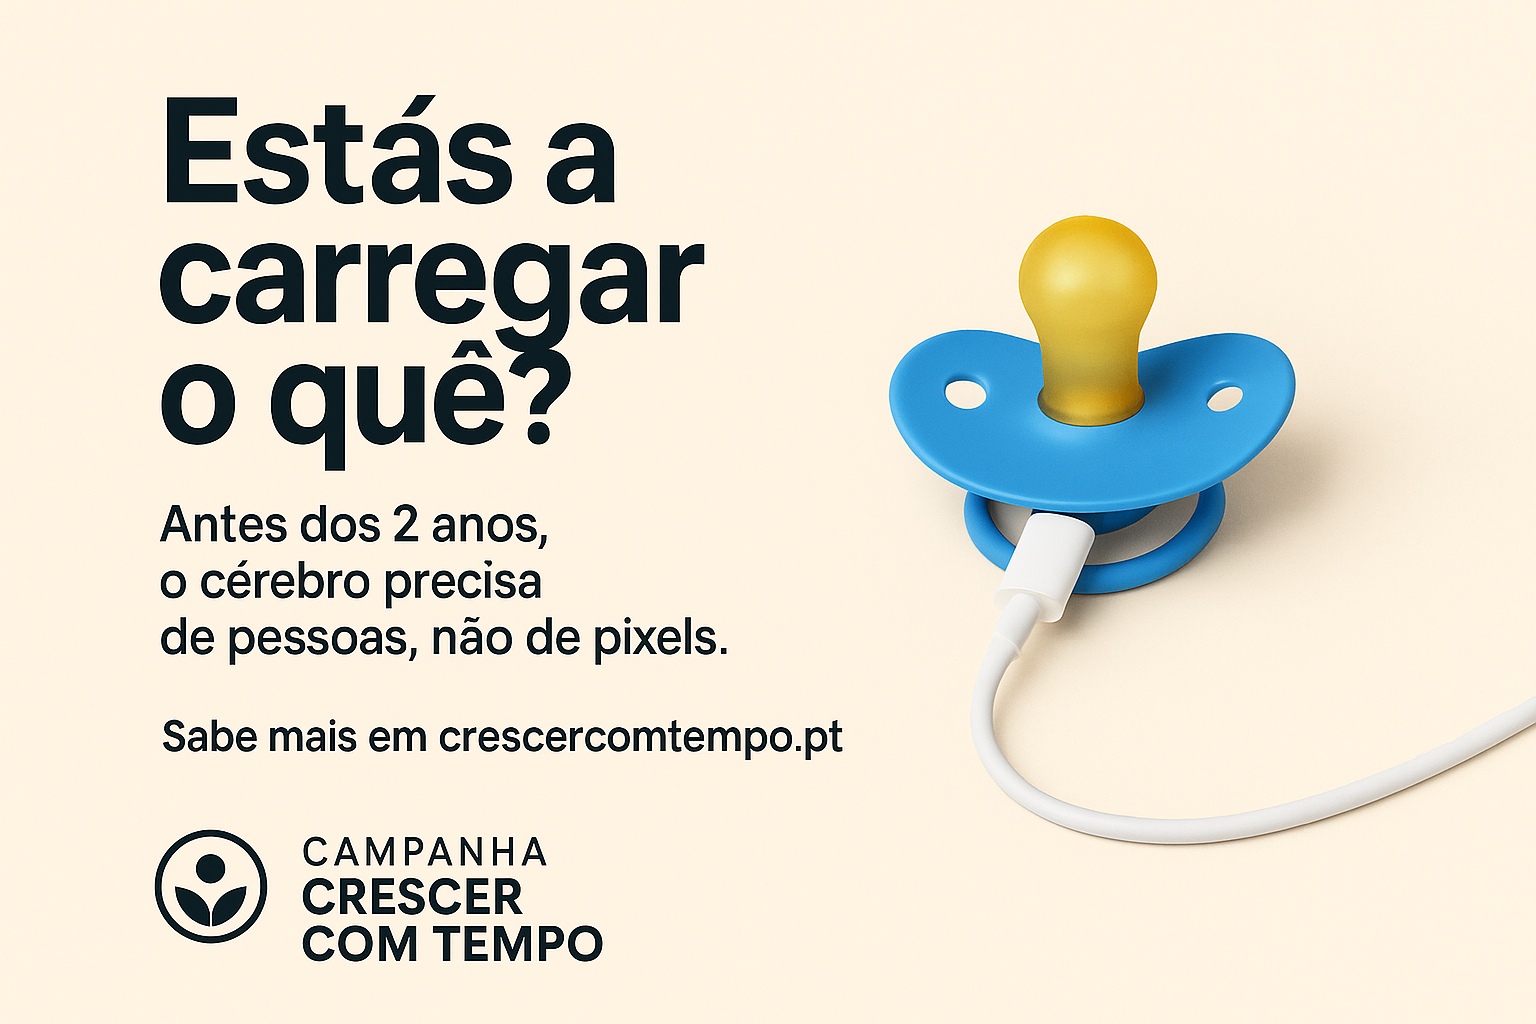 Estás a
carregar
o quê?
Antes dos 2 anos,
o cérebro precisa
de pessoas, não de pixels.
Sabe mais em crescercomtempo.pt
CAMPANHA
CRESCER
COM TEMPO